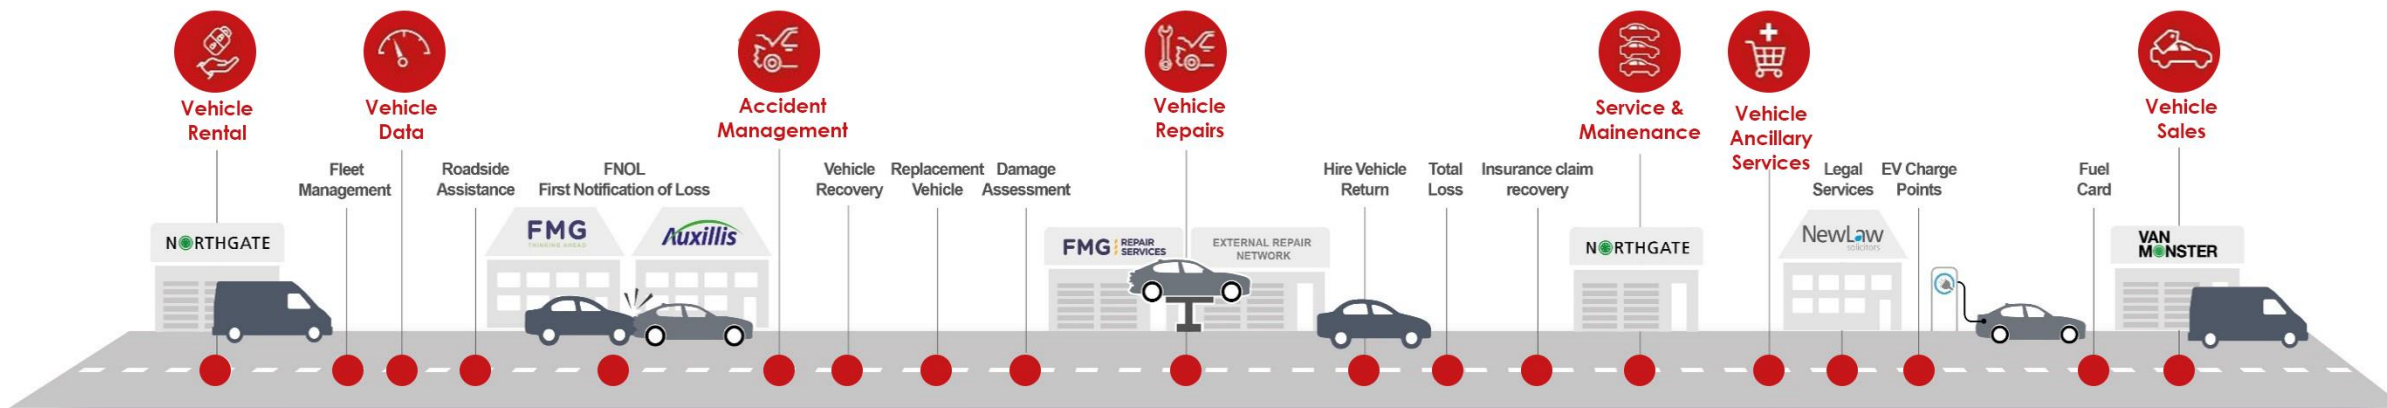 Vehicle
Rental
Vehicle
Data
Accident
Management
Vehicle
Repairs
Service &
Mainenance
Vehicle
Ancillary
Services
Vehicle
Sales
Fleet
Management
Roadside
Assistance
FNOL
First Notification of Loss
Vehicle
Recovery
Replacement
Vehicle
Damage
Assessment
Hire Vehicle
Return
Total
Loss
Insurance claim
recovery
Legal
Services
EV Charge
Points
Fuel
Card
NORTHGATE
FMG
THINKING AHEAD
Auxillis
FMG REPAIR
SERVICES
EXTERNAL REPAIR
NETWORK
NORTHGATE
NewLaw
solicitors
VAN
MONSTER